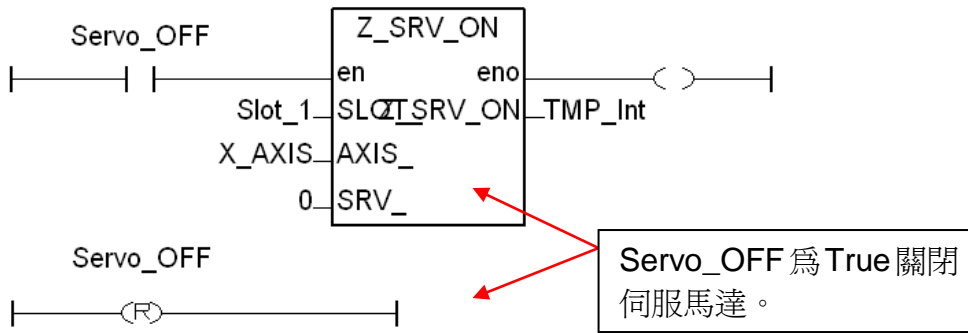 Servo_OFF
Z_SRV_ON
en eno
Slot_1 SLOT_ Z_SRV_ON TMP_Int
X_AXIS AXIS_
0 SRV_
Servo_OFF
R
Servo_OFF 為 True 關閉
伺服馬達。